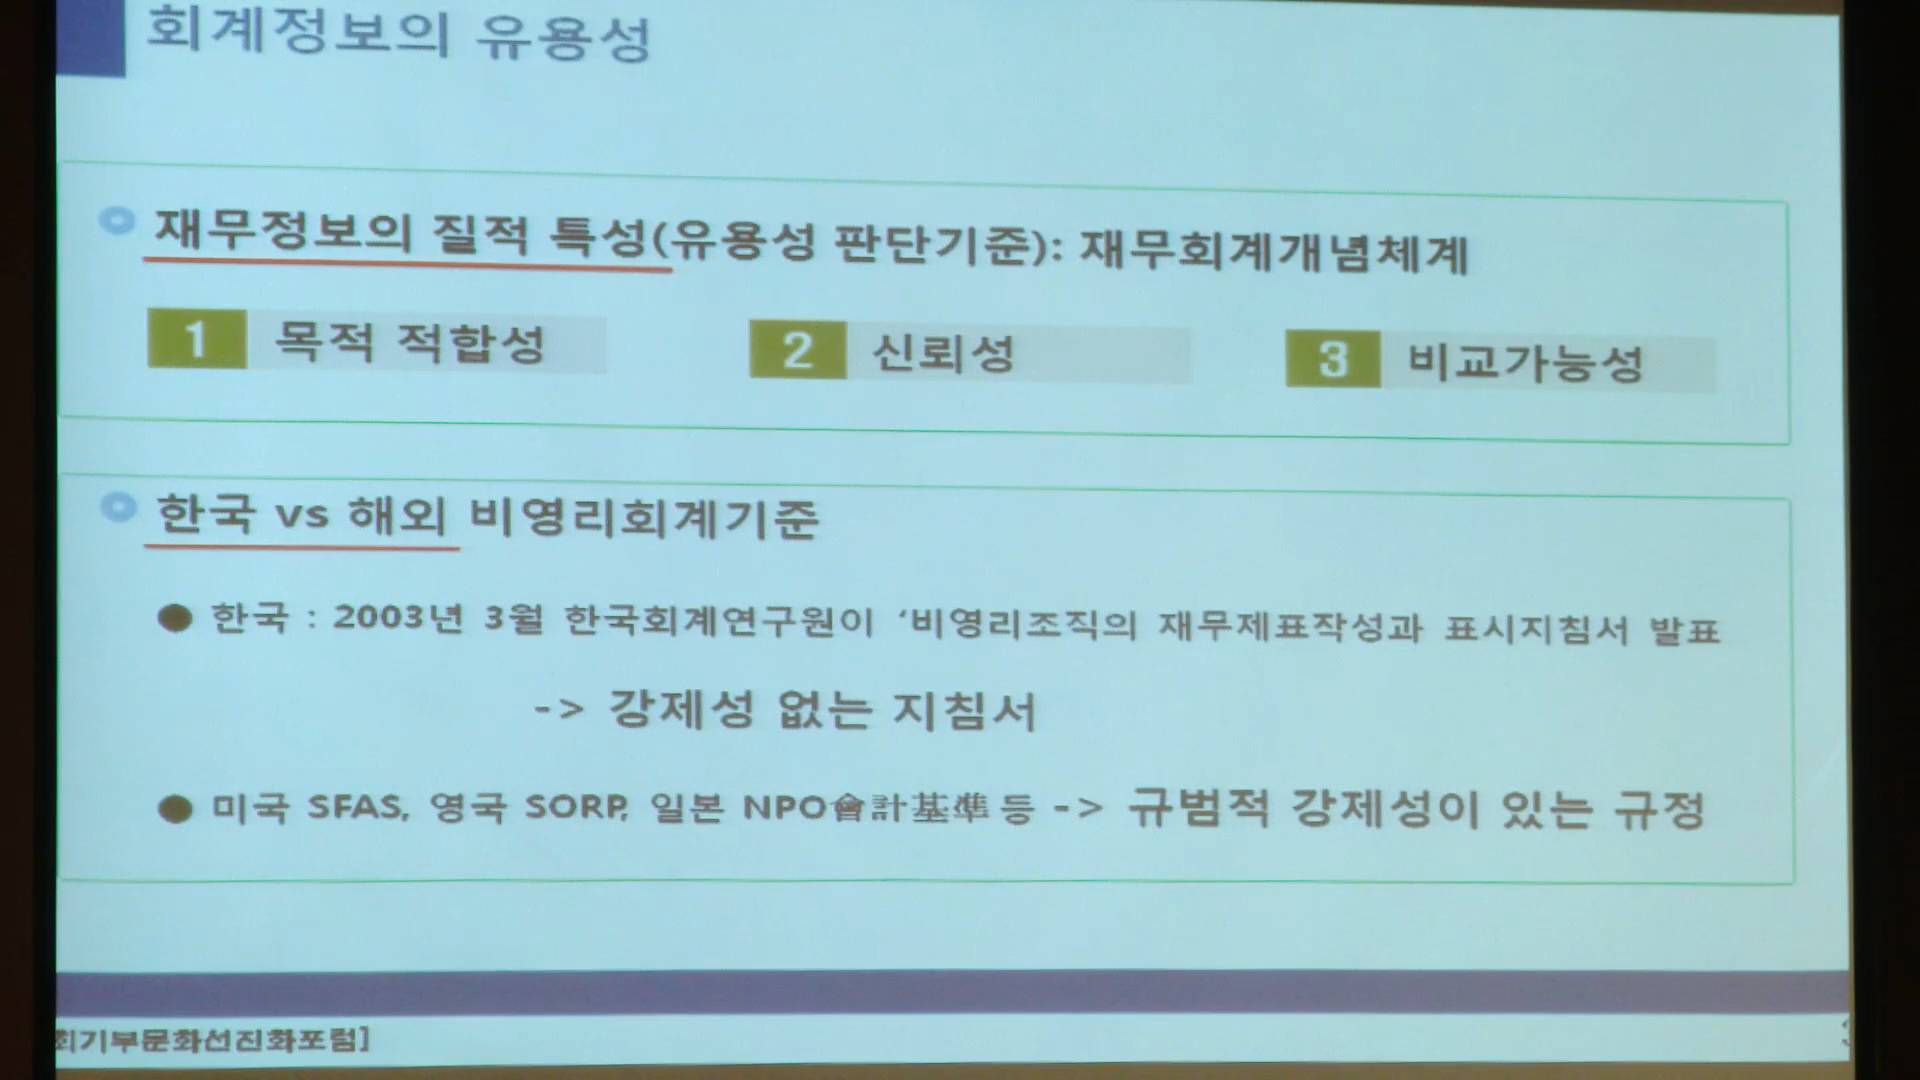 회계정보의 유용성
재무정보의 질적 특성(유용성 판단기준): 재무회계개념체계
1 목적 적합성 2 신뢰성 3 비교가능성
한국 vs 해외 비영리회계기준
한국 : 2003년 3월 한국회계연구원이 ‘비영리조직의 재무제표작성과 표시지침서 발표
-> 강제성 없는 지침서
미국 SFAS, 영국 SORP, 일본 NPO會計基準 등 -> 규범적 강제성이 있는 규정
회기부문화선진화포럼]